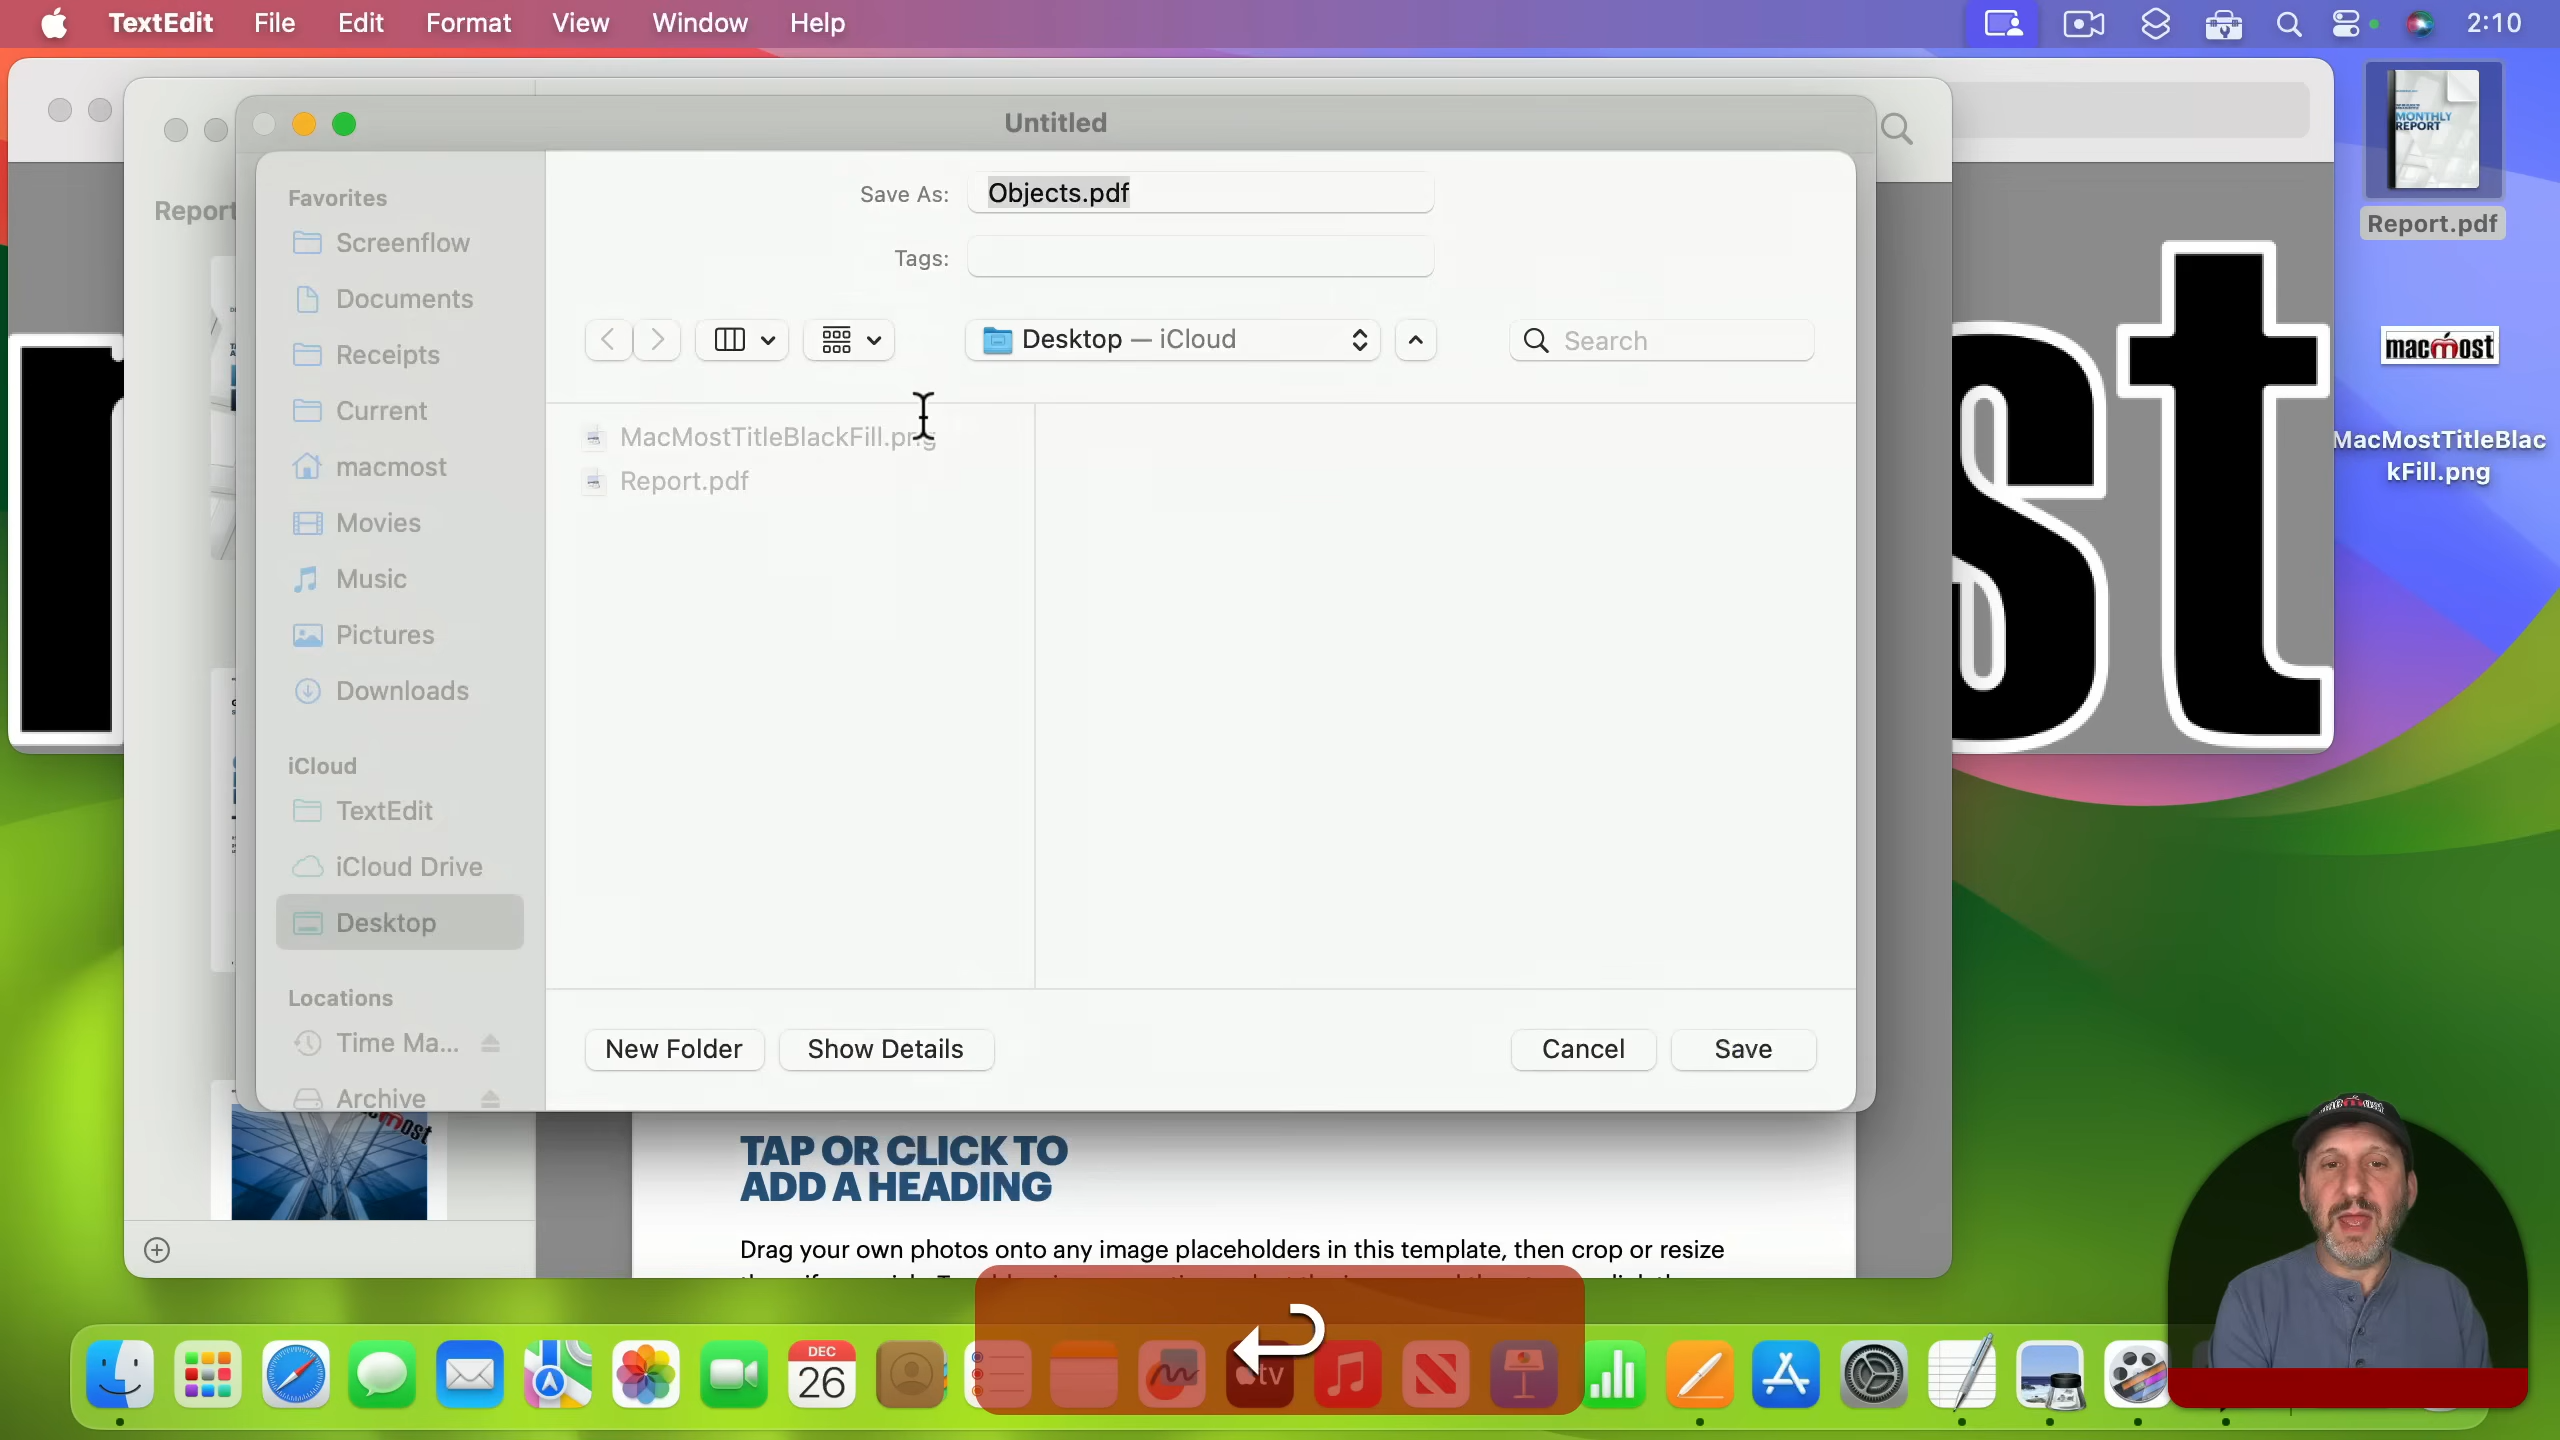 TextEdit File Edit Format View Window Help 2:10
Untitled
Report
Favorites
Screenflow
Documents
Receipts
Current
macmost
Movies
Music
Pictures
Downloads
iCloud
TextEdit
iCloud Drive
Desktop
Locations
Time Ma...
Archive
Save As: Objects.pdf
Tags:
Desktop — iCloud
Search
MacMostTitleBlackFill.png
Report.pdf
New Folder
Show Details
Cancel
Save
MONTHLY
REPORT
Report.pdf
macmost
MacMostTitleBlac
kFill.png
st
TAP OR CLICK TO
ADD A HEADING
Drag your own photos onto any image placeholders in this template, then crop or resize
DEC
26
tv